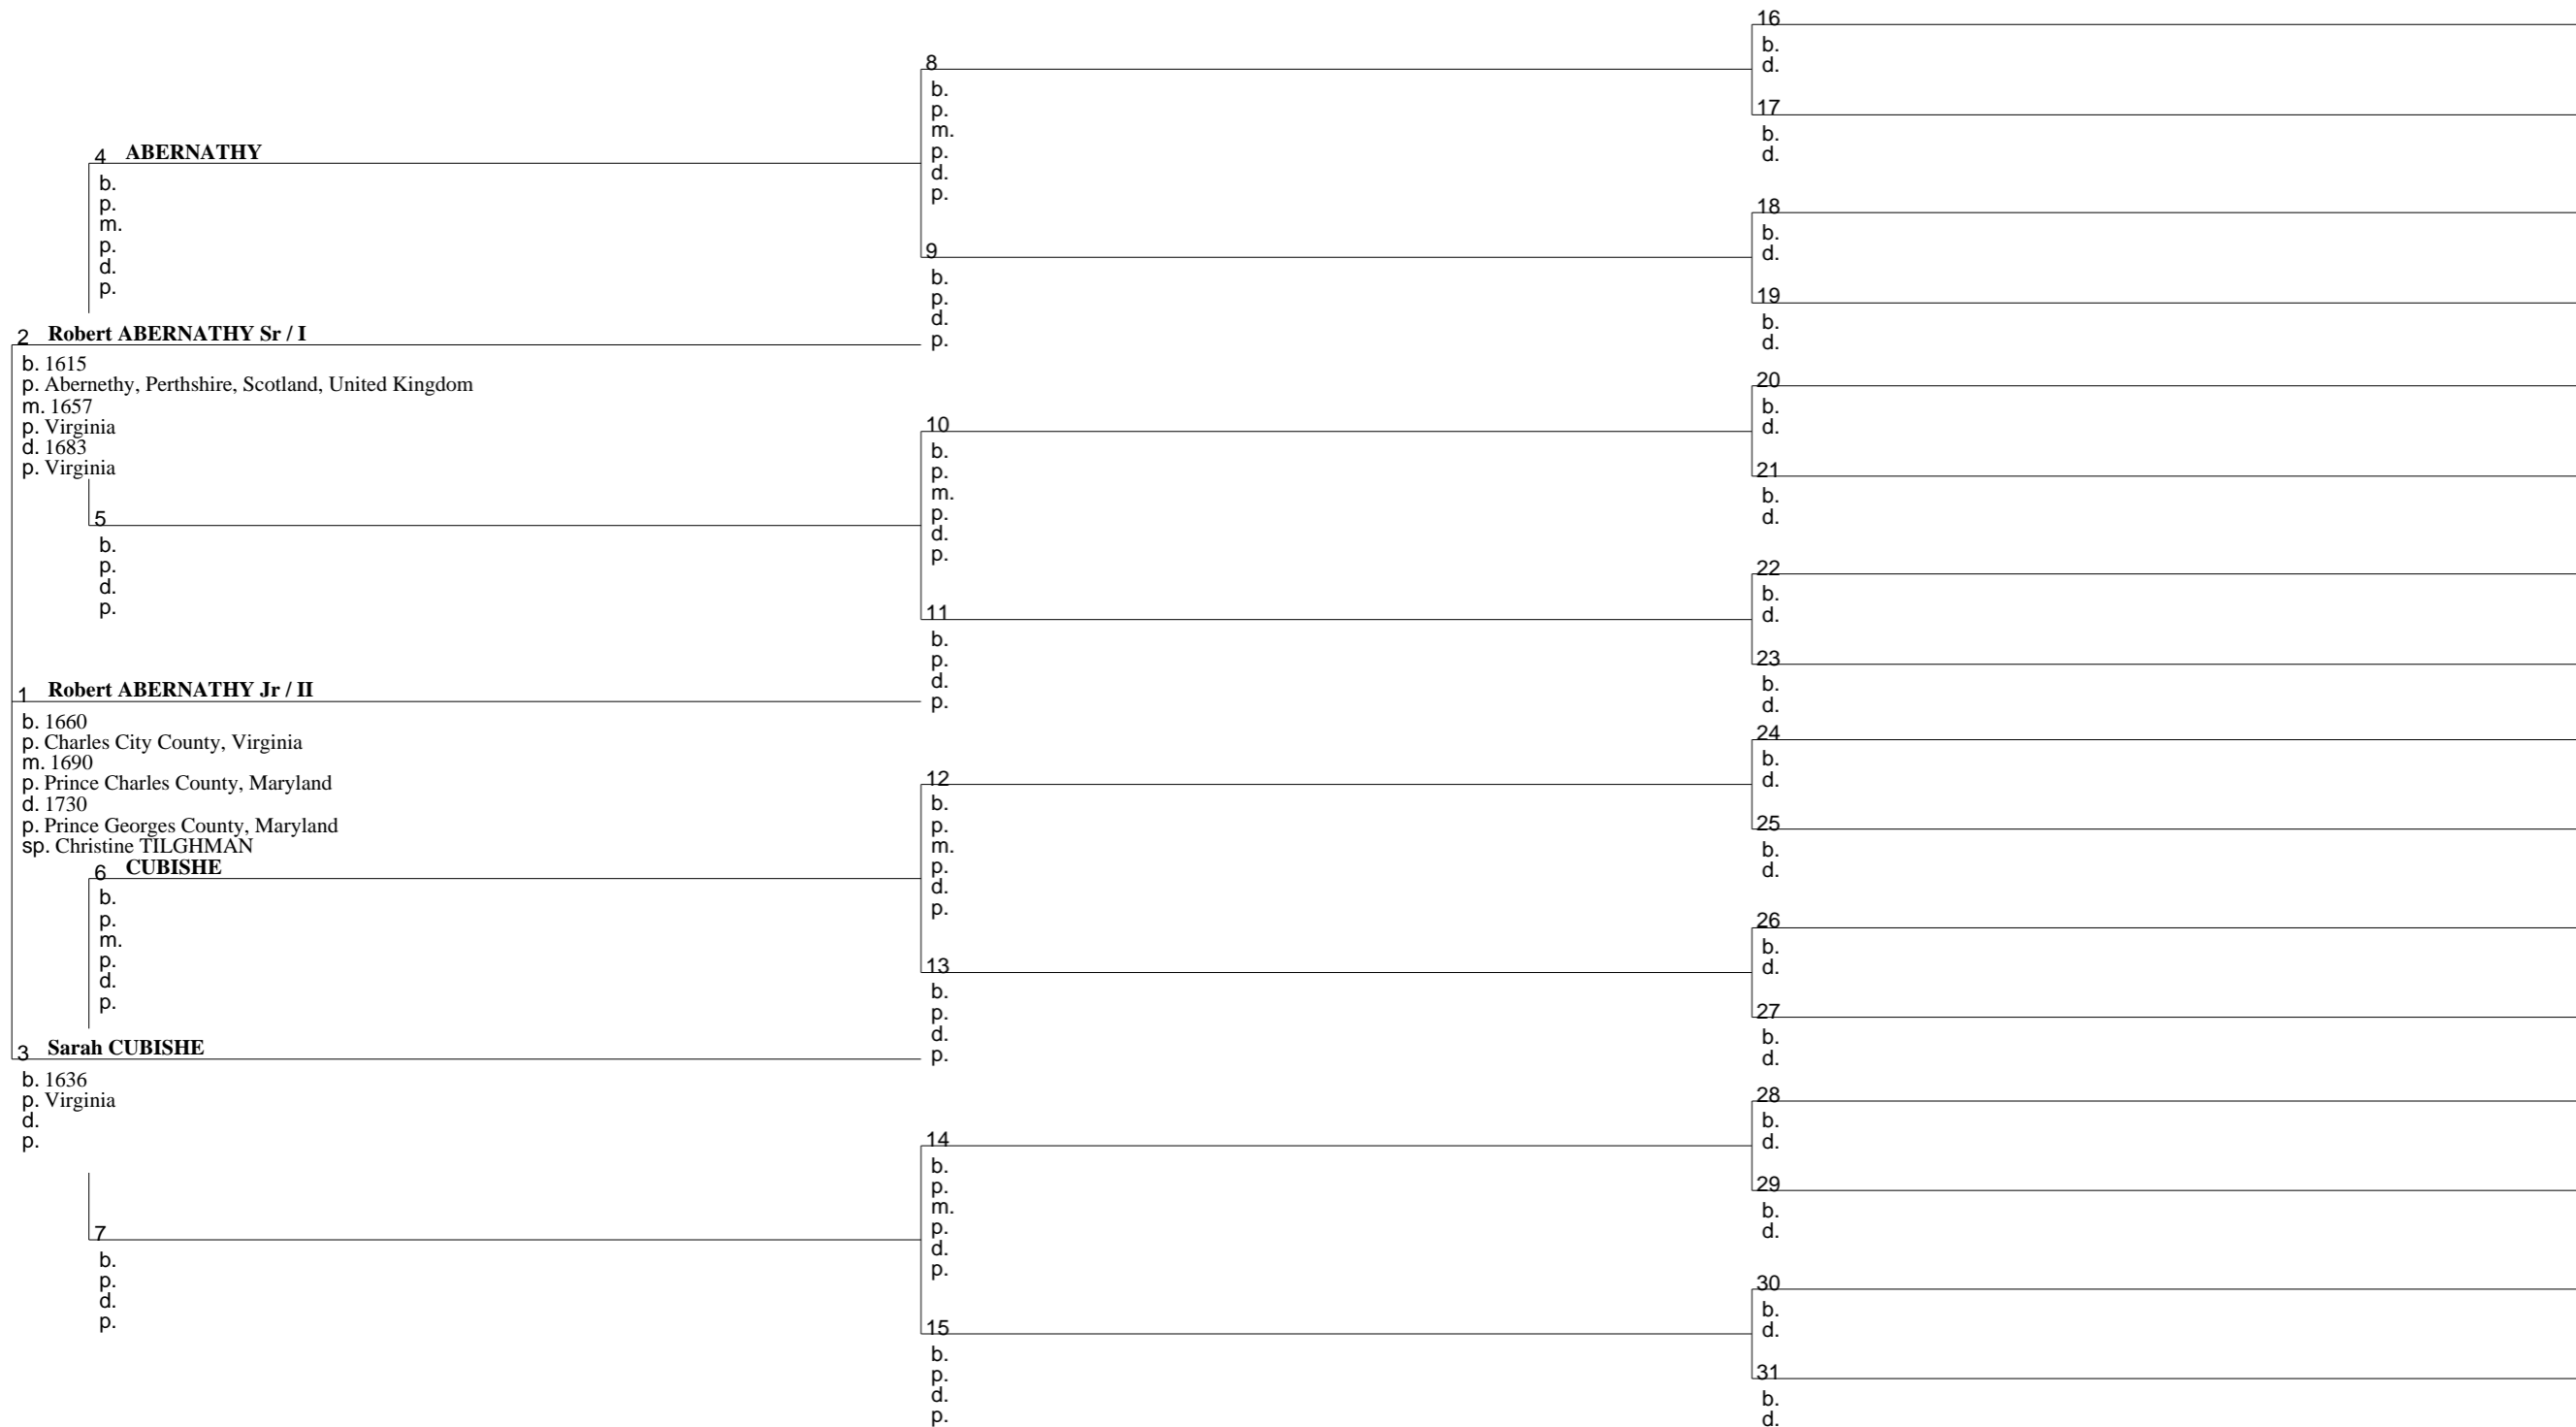 4 ABERNATHY
b.
p.
m.
p.
d.
p.
2 Robert ABERNATHY Sr / I
b. 1615
p. Abernethy, Perthshire, Scotland, United Kingdom
m. 1657
p. Virginia
d. 1683
p. Virginia
5
b.
p.
d.
p.
1 Robert ABERNATHY Jr / II
b. 1660
p. Charles City County, Virginia
m. 1690
p. Prince Charles County, Maryland
d. 1730
p. Prince Georges County, Maryland
sp. Christine TILGHMAN
6 CUBISHE
b.
p.
m.
p.
d.
p.
3 Sarah CUBISHE
b. 1636
p. Virginia
d.
p.
7
b.
p.
d.
p.
8
b.
p.
m.
p.
d.
p.
9
b.
p.
d.
p.
10
b.
p.
m.
p.
d.
p.
11
b.
p.
d.
p.
12
b.
p.
m.
p.
d.
p.
13
b.
p.
d.
p.
14
b.
p.
m.
p.
d.
p.
15
b.
p.
d.
p.
16
b.
d.
17
b.
d.
18
b.
d.
19
b.
d.
20
b.
d.
21
b.
d.
22
b.
d.
23
b.
d.
24
b.
d.
25
b.
d.
26
b.
d.
27
b.
d.
28
b.
d.
29
b.
d.
30
b.
d.
31
b.
d.